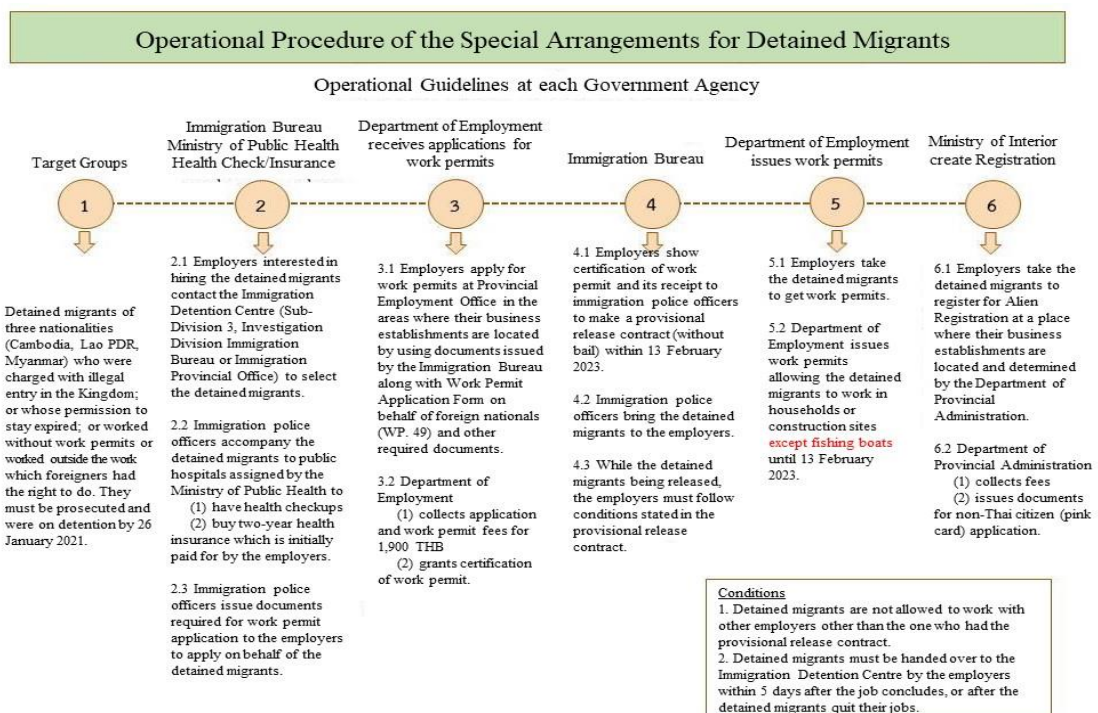 Operational Procedure of the Special Arrangements for Detained Migrants
Operational Guidelines at each Government Agency
Target Groups
1
Detained migrants of
three nationalities
(Cambodia, Lao PDR,
Myanmar) who were
charged with illegal
entry in the Kingdom;
or whose permission to
stay expired; or worked
without work permits or
worked outside the work
which foreigners had
the right to do. They
must be prosecuted and
were on detention by 26
January 2021.
Immigration Bureau
Ministry of Public Health
Health Check/Insurance
2
2.1 Employers interested in
hiring the detained migrants
contact the Immigration
Detention Centre (Sub-
Division 3, Investigation
Division Immigration
Bureau or Immigration
Provincial Office) to select
the detained migrants.
2.2 Immigration police
officers accompany the
detained migrants to public
hospitals assigned by the
Ministry of Public Health to
(1) have health checkups
(2) buy two-year health
insurance which is initially
paid for by the employers.
2.3 Immigration police
officers issue documents
required for work permit
application to the employers
to apply on behalf of the
detained migrants.
Department of Employment
receives applications for
work permits
3
3.1 Employers apply for
work permits at Provincial
Employment Office in the
areas where their business
establishments are located
by using documents issued
by the Immigration Bureau
along with Work Permit
Application Form on
behalf of foreign nationals
(WP. 49) and other
required documents.
3.2 Department of
Employment
(1) collects application
and work permit fees for
1,900 THB
(2) grants certification
of work permit.
Immigration Bureau
4
4.1 Employers show
certification of work
permit and its receipt to
immigration police officers
to make a provisional
release contract (without
bail) within 13 February
2023.
4.2 Immigration police
officers bring the detained
migrants to the employers.
4.3 While the detained
migrants being released,
the employers must follow
conditions stated in the
provisional release
contract.
Department of Employment
issues work permits
5
5.1 Employers take
the detained migrants
to get work permits.
5.2 Department of
Employment issues
work permits
allowing the detained
migrants to work in
households or
construction sites
except fishing boats
until 13 February
2023.
Ministry of Interior
create Registration
6
6.1 Employers take the
detained migrants to
register for Alien
Registration at a place
where their business
establishments are
located and determined
by the Department of
Provincial
Administration.
6.2 Department of
Provincial Administration
(1) collects fees
(2) issues documents
for non-Thai citizen (pink
card) application.
Conditions
1. Detained migrants are not allowed to work with
other employers other than the one who had the
provisional release contract.
2. Detained migrants must be handed over to the
Immigration Detention Centre by the employers
within 5 days after the job concludes, or after the
detained migrants quit their jobs.